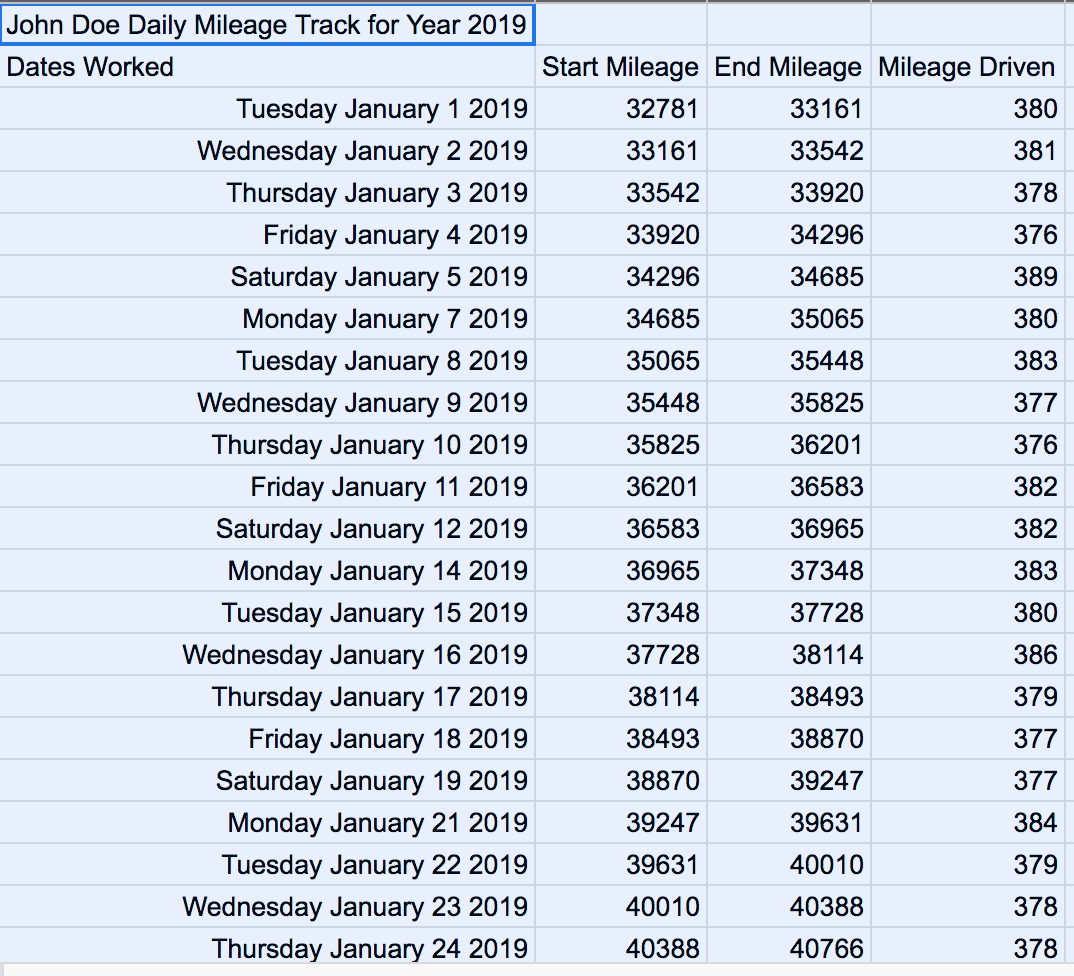 John Doe Daily Mileage Track for Year 2019
Dates Worked Start Mileage End Mileage Mileage Driven
Tuesday January 1 2019 32781 33161 380
Wednesday January 2 2019 33161 33542 381
Thursday January 3 2019 33542 33920 378
Friday January 4 2019 33920 34296 376
Saturday January 5 2019 34296 34685 389
Monday January 7 2019 34685 35065 380
Tuesday January 8 2019 35065 35448 383
Wednesday January 9 2019 35448 35825 377
Thursday January 10 2019 35825 36201 376
Friday January 11 2019 36201 36583 382
Saturday January 12 2019 36583 36965 382
Monday January 14 2019 36965 37348 383
Tuesday January 15 2019 37348 37728 380
Wednesday January 16 2019 37728 38114 386
Thursday January 17 2019 38114 38493 379
Friday January 18 2019 38493 38870 377
Saturday January 19 2019 38870 39247 377
Monday January 21 2019 39247 39631 384
Tuesday January 22 2019 39631 40010 379
Wednesday January 23 2019 40010 40388 378
Thursday January 24 2019 40388 40766 378